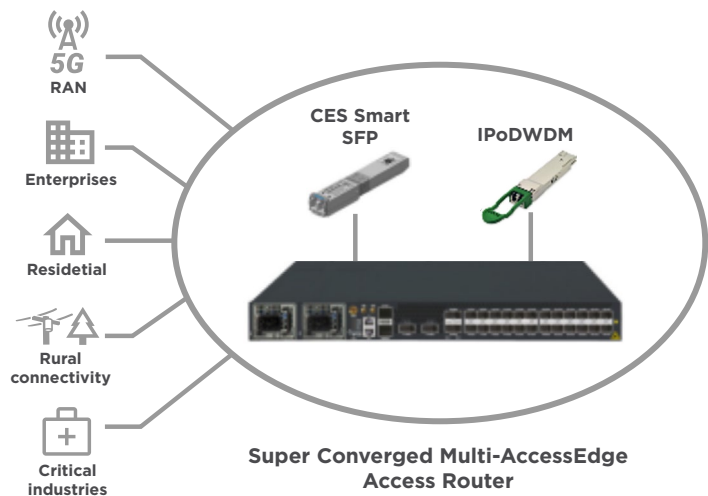 5G
RAN
Enterprises
Residetial
Rural
connectivity
Critical
industries
CES Smart
SFP
IPoDWDM
Super Converged Multi-AccessEdge
Access Router